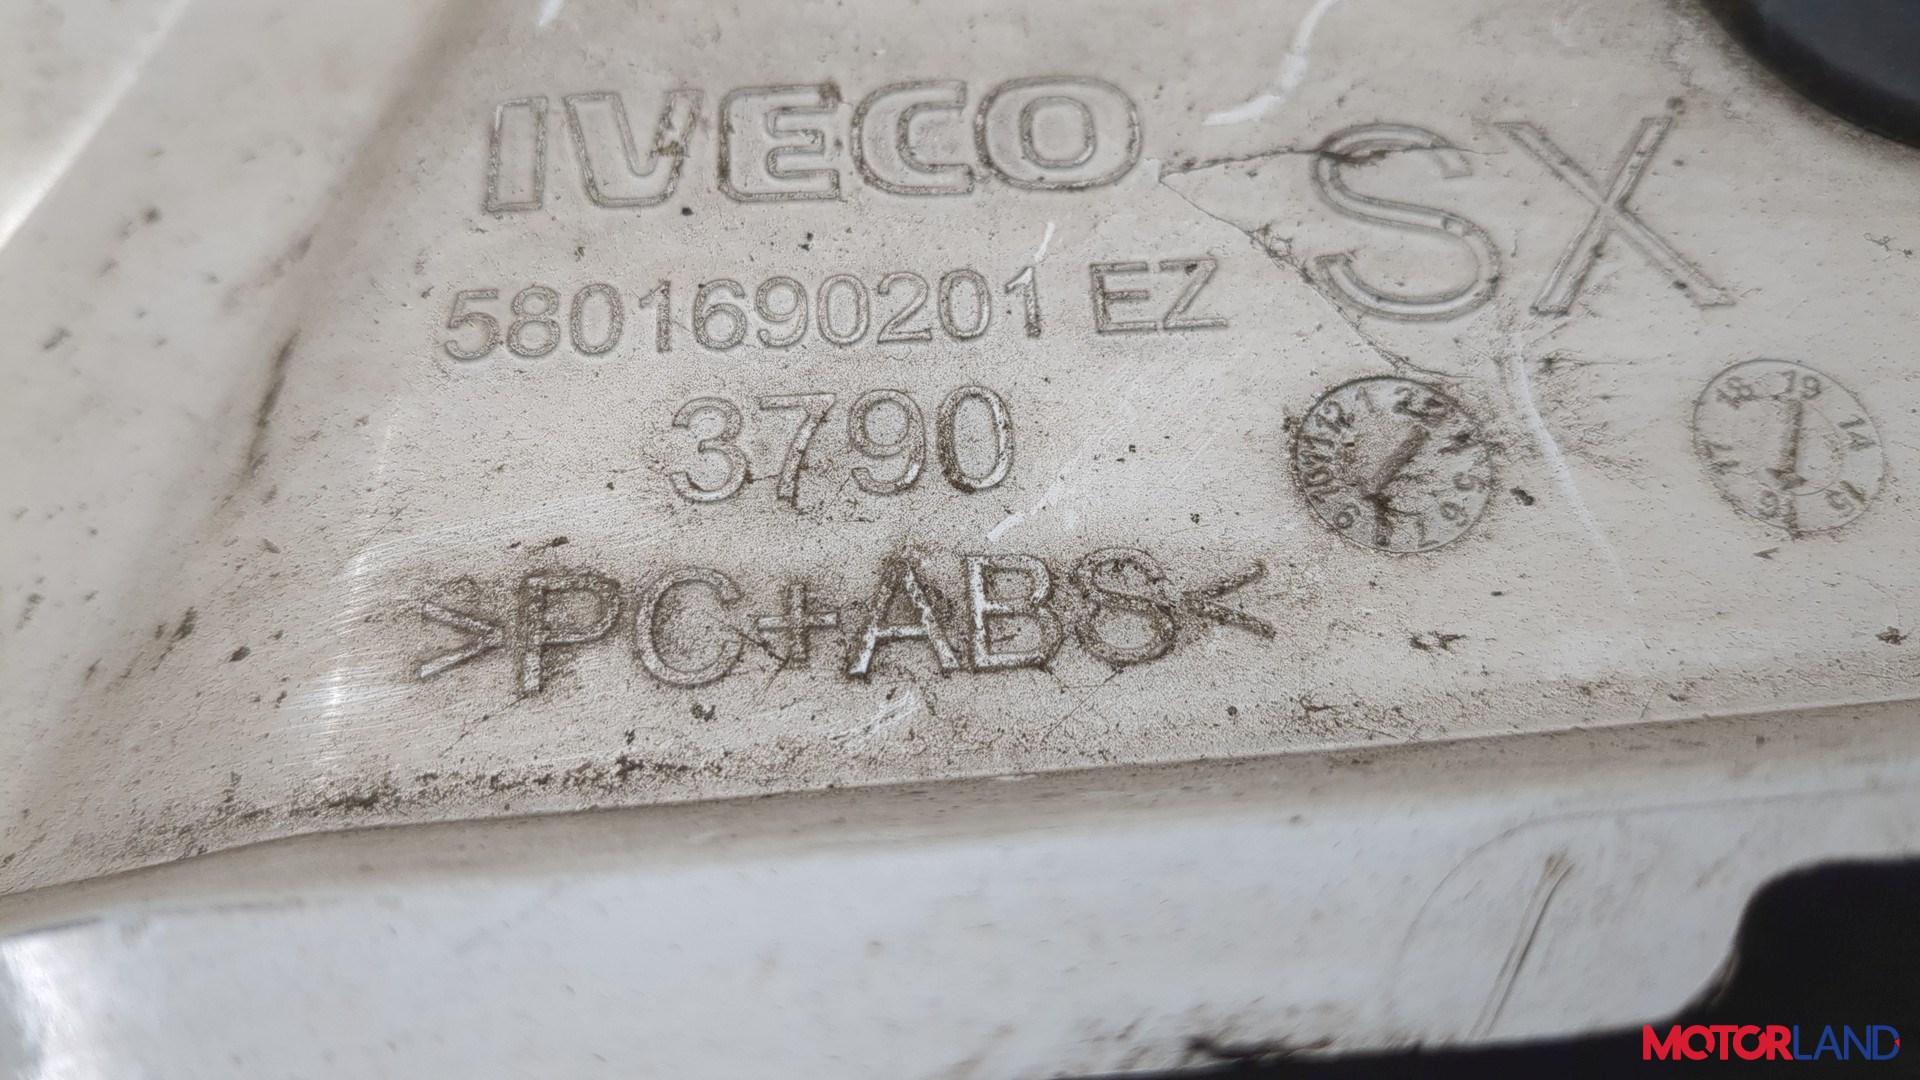 IVECO SX
5801690201 EZ
3790
>PC+ABS<
MOTORLAND